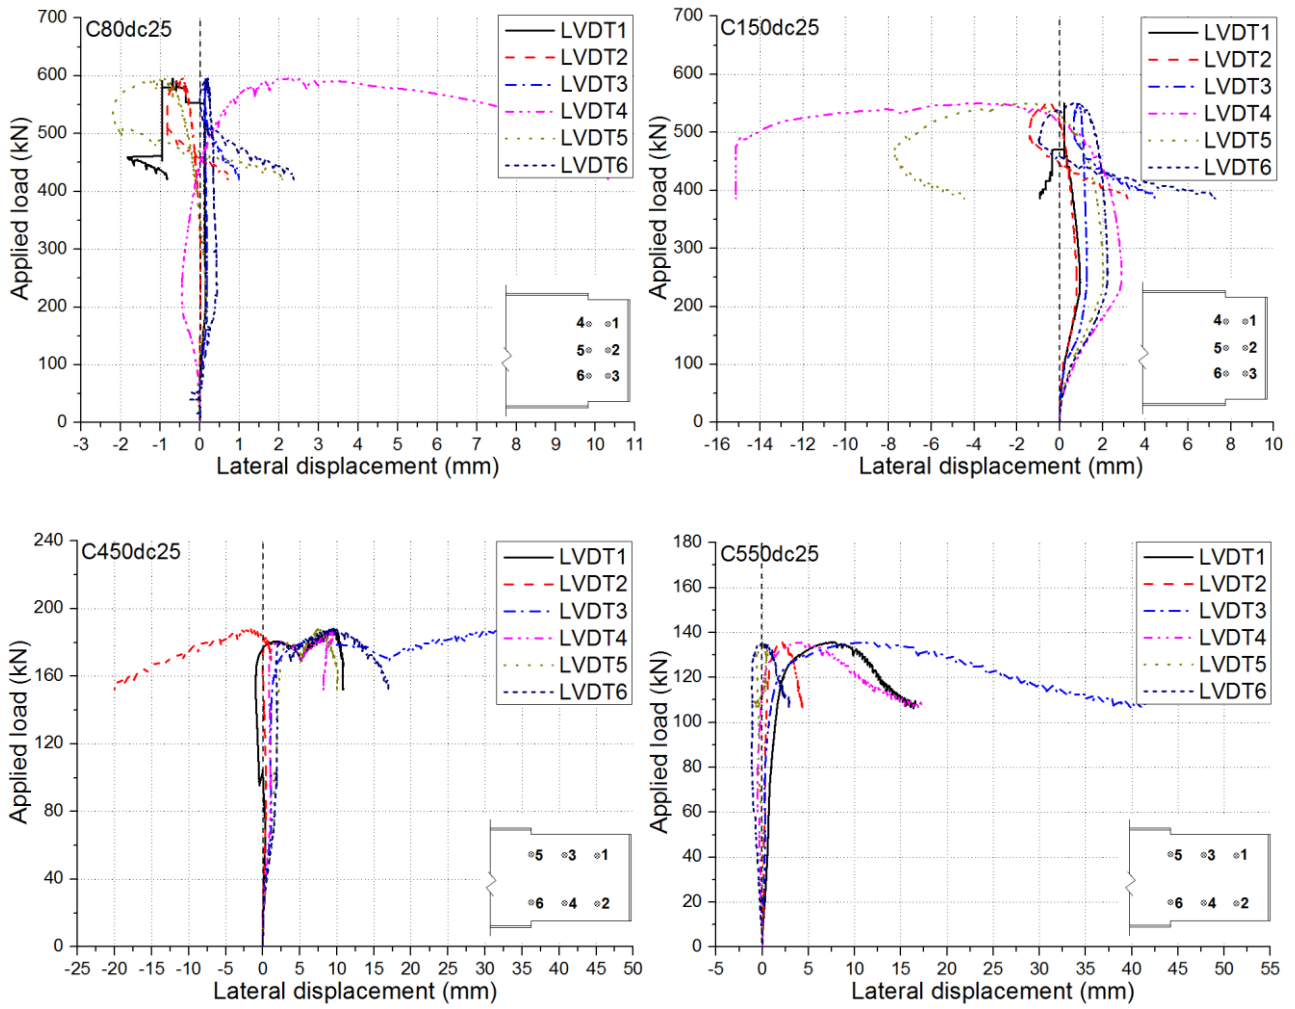 C80dc25
LVDT1
LVDT2
LVDT3
LVDT4
LVDT5
LVDT6
700
600
500
400
300
200
100
0
Applied load (kN)
4 1
5 2
6 3
-3 -2 -1 0 1 2 3 4 5 6 7 8 9 10 11
Lateral displacement (mm)
C150dc25
LVDT1
LVDT2
LVDT3
LVDT4
LVDT5
LVDT6
700
600
500
400
300
200
100
0
Applied load (kN)
4 1
5 2
6 3
-16 -14 -12 -10 -8 -6 -4 -2 0 2 4 6 8 10
Lateral displacement (mm)
C450dc25
LVDT1
LVDT2
LVDT3
LVDT4
LVDT5
LVDT6
240
200
160
120
80
40
0
Applied load (kN)
5 3 1
6 4 2
-25 -20 -15 -10 -5 0 5 10 15 20 25 30 35 40 45 50
Lateral displacement (mm)
C550dc25
LVDT1
LVDT2
LVDT3
LVDT4
LVDT5
LVDT6
180
160
140
120
100
80
60
40
20
0
Applied load (kN)
5 3 1
6 4 2
-5 0 5 10 15 20 25 30 35 40 45 50 55
Lateral displacement (mm)